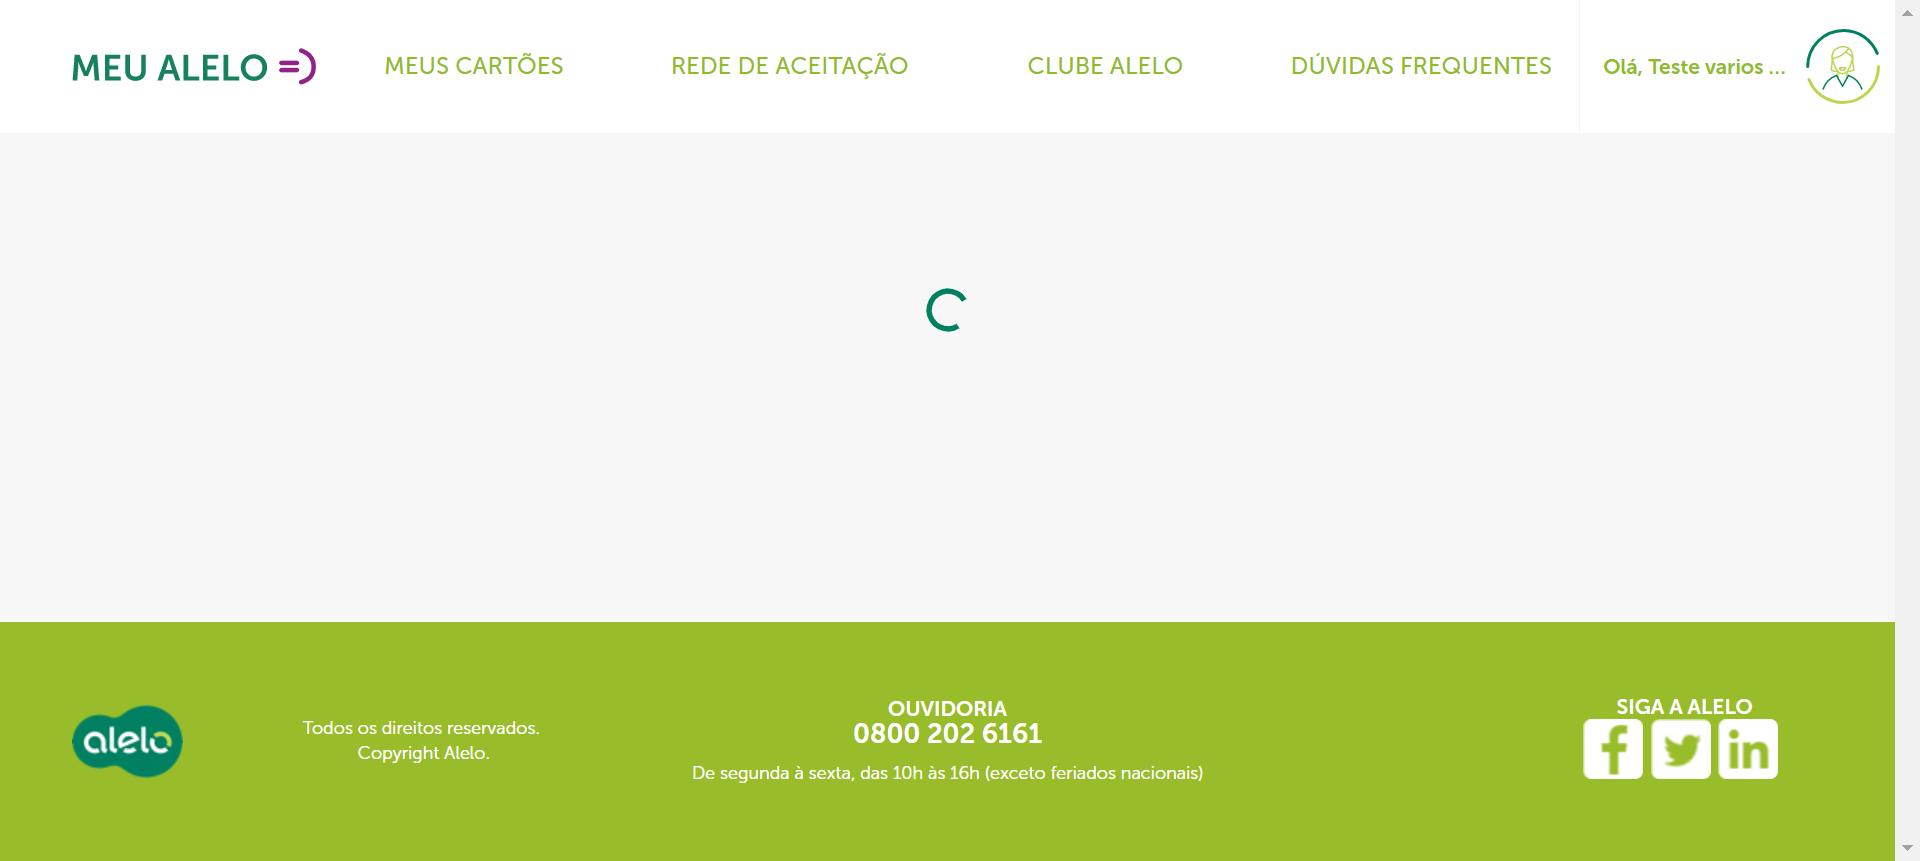 MEU ALELO =)
MEUS CARTÕES
REDE DE ACEITAÇÃO
CLUBE ALELO
DÚVIDAS FREQUENTES
Olá, Teste varios ...
alelo
Todos os direitos reservados.
Copyright Alelo.
OUVIDORIA
0800 202 6161
De segunda à sexta, das 10h às 16h (exceto feriados nacionais)
SIGA A ALELO